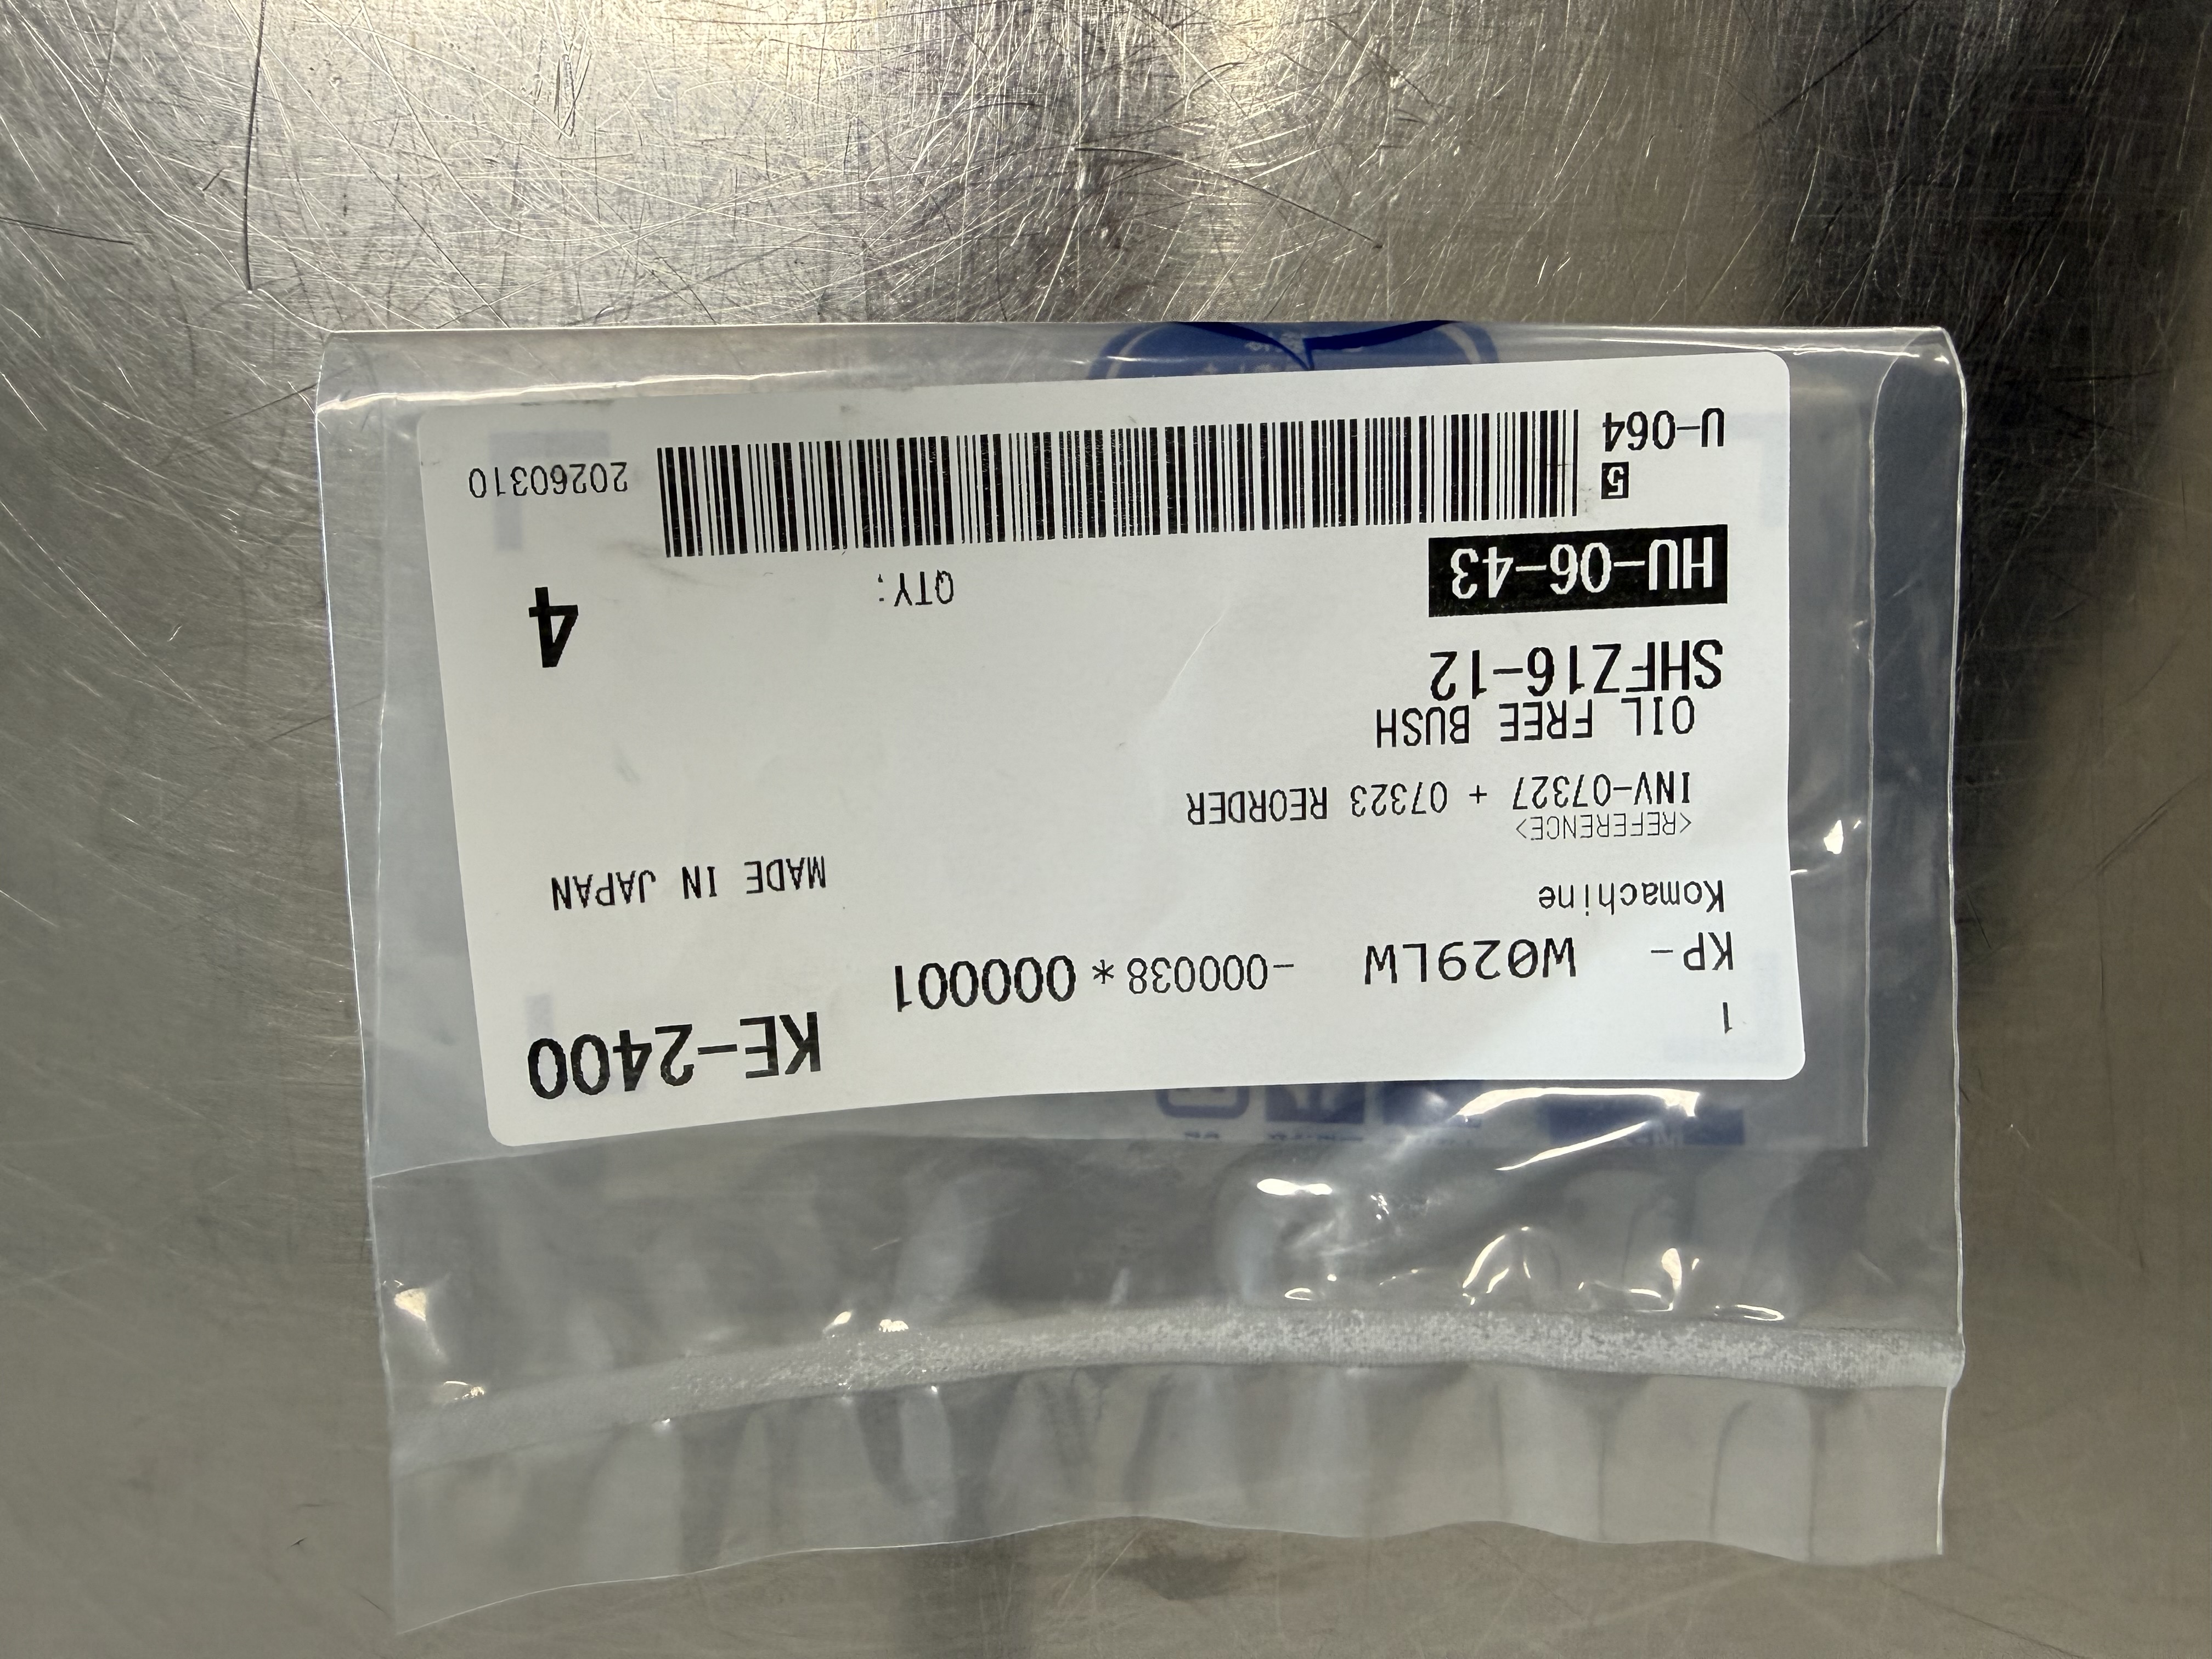 1
KE-2400
KP- W029LW -000038 * 000001
Komachine
MADE IN JAPAN
<REFERENCE>
INV-07327 + 07323 REORDER
OIL FREE BUSH
SHFZ16-12
4
HU-06-43
QTY:
5
U-064
20260310